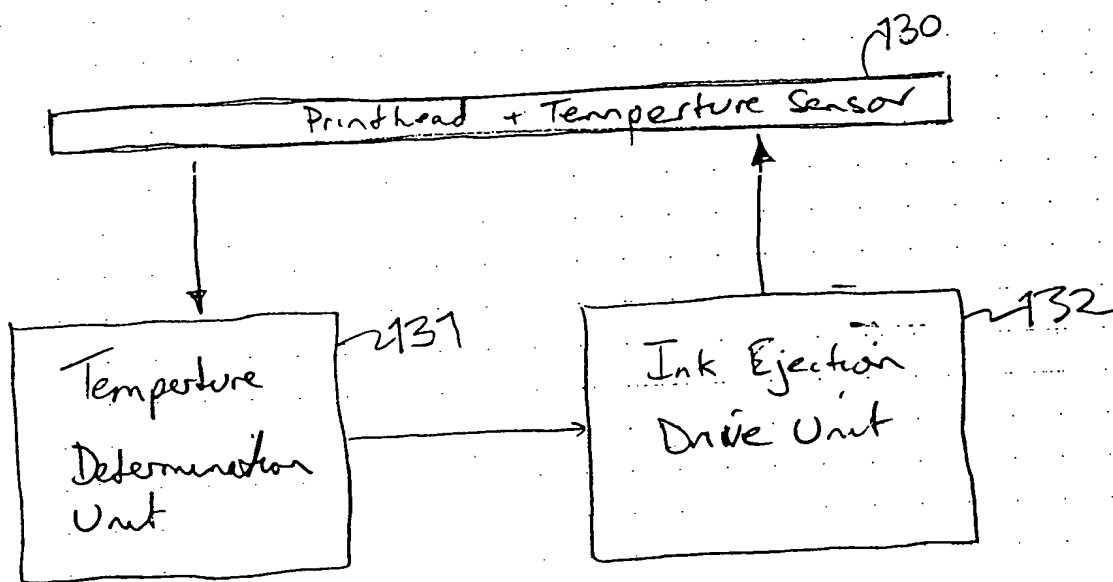 130
Printhead + Temperture Sensor
131
132
Temperture
Determination
Unit
Ink Ejection
Drive Unit